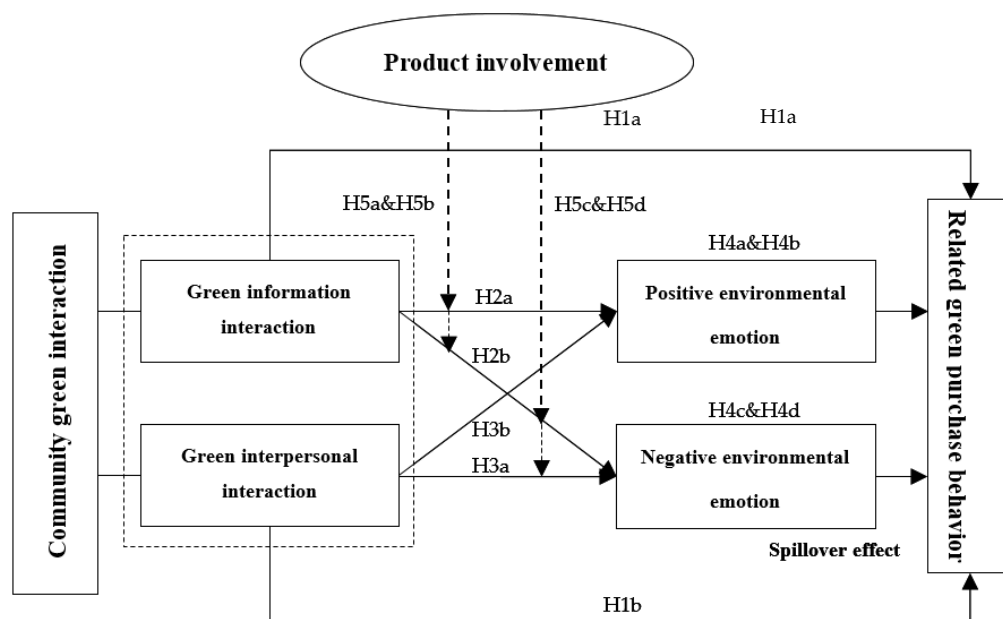 Product involvement
H1a
H1a
H5a&H5b
H5c&H5d
Community green interaction
Green information
interaction
H2a
H2b
H4a&H4b
Positive environmental
emotion
Related green purchase behavior
H3b
H3a
Green interpersonal
interaction
H4c&H4d
Negative environmental
emotion
Spillover effect
H1b